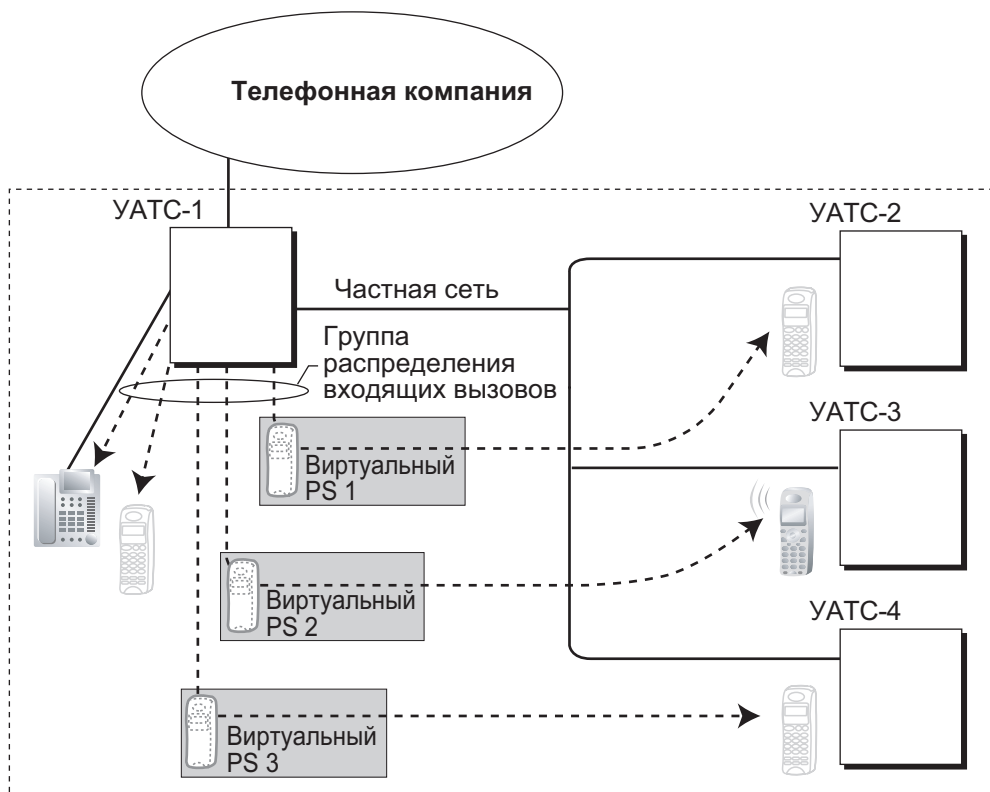 Телефонная компания
УАТС-1
УАТС-2
Частная сеть
Группа
распределения
входящих вызовов
УАТС-3
Виртуальный
PS 1
Виртуальный
PS 2
УАТС-4
Виртуальный
PS 3